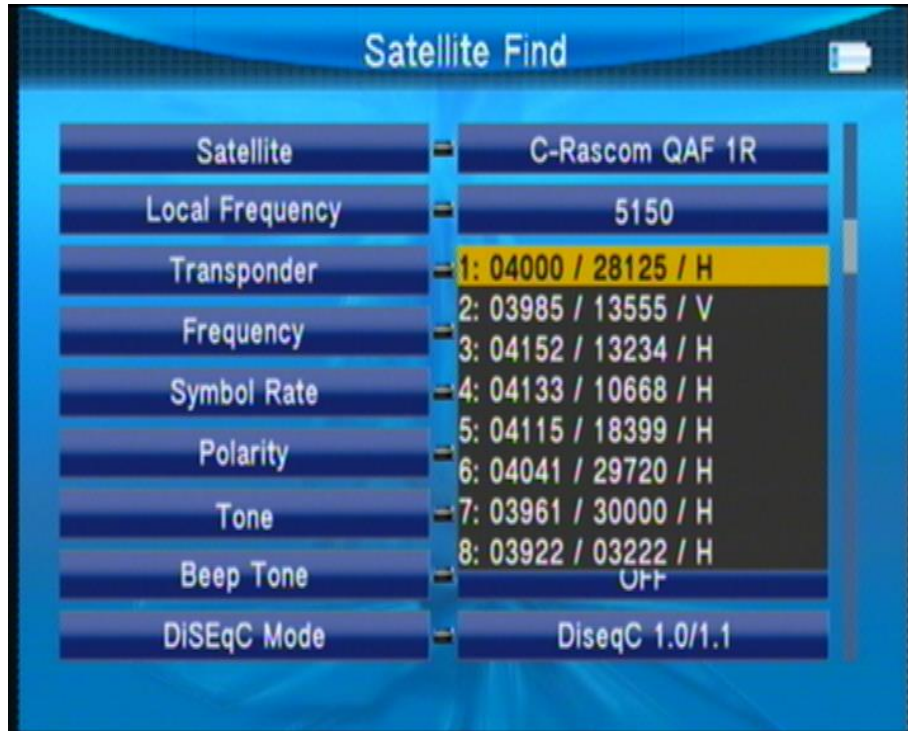 Satellite Find
Satellite C-Rascom QAF 1R
Local Frequency 5150
Transponder 1: 04000 / 28125 / H
2: 03985 / 13555 / V
Frequency
3: 04152 / 13234 / H
Symbol Rate 4: 04133 / 10668 / H
5: 04115 / 18399 / H
Polarity
6: 04041 / 29720 / H
Tone 7: 03961 / 30000 / H
8: 03922 / 03222 / H
Beep Tone OFF
DiSEqC Mode DiseqC 1.0/1.1